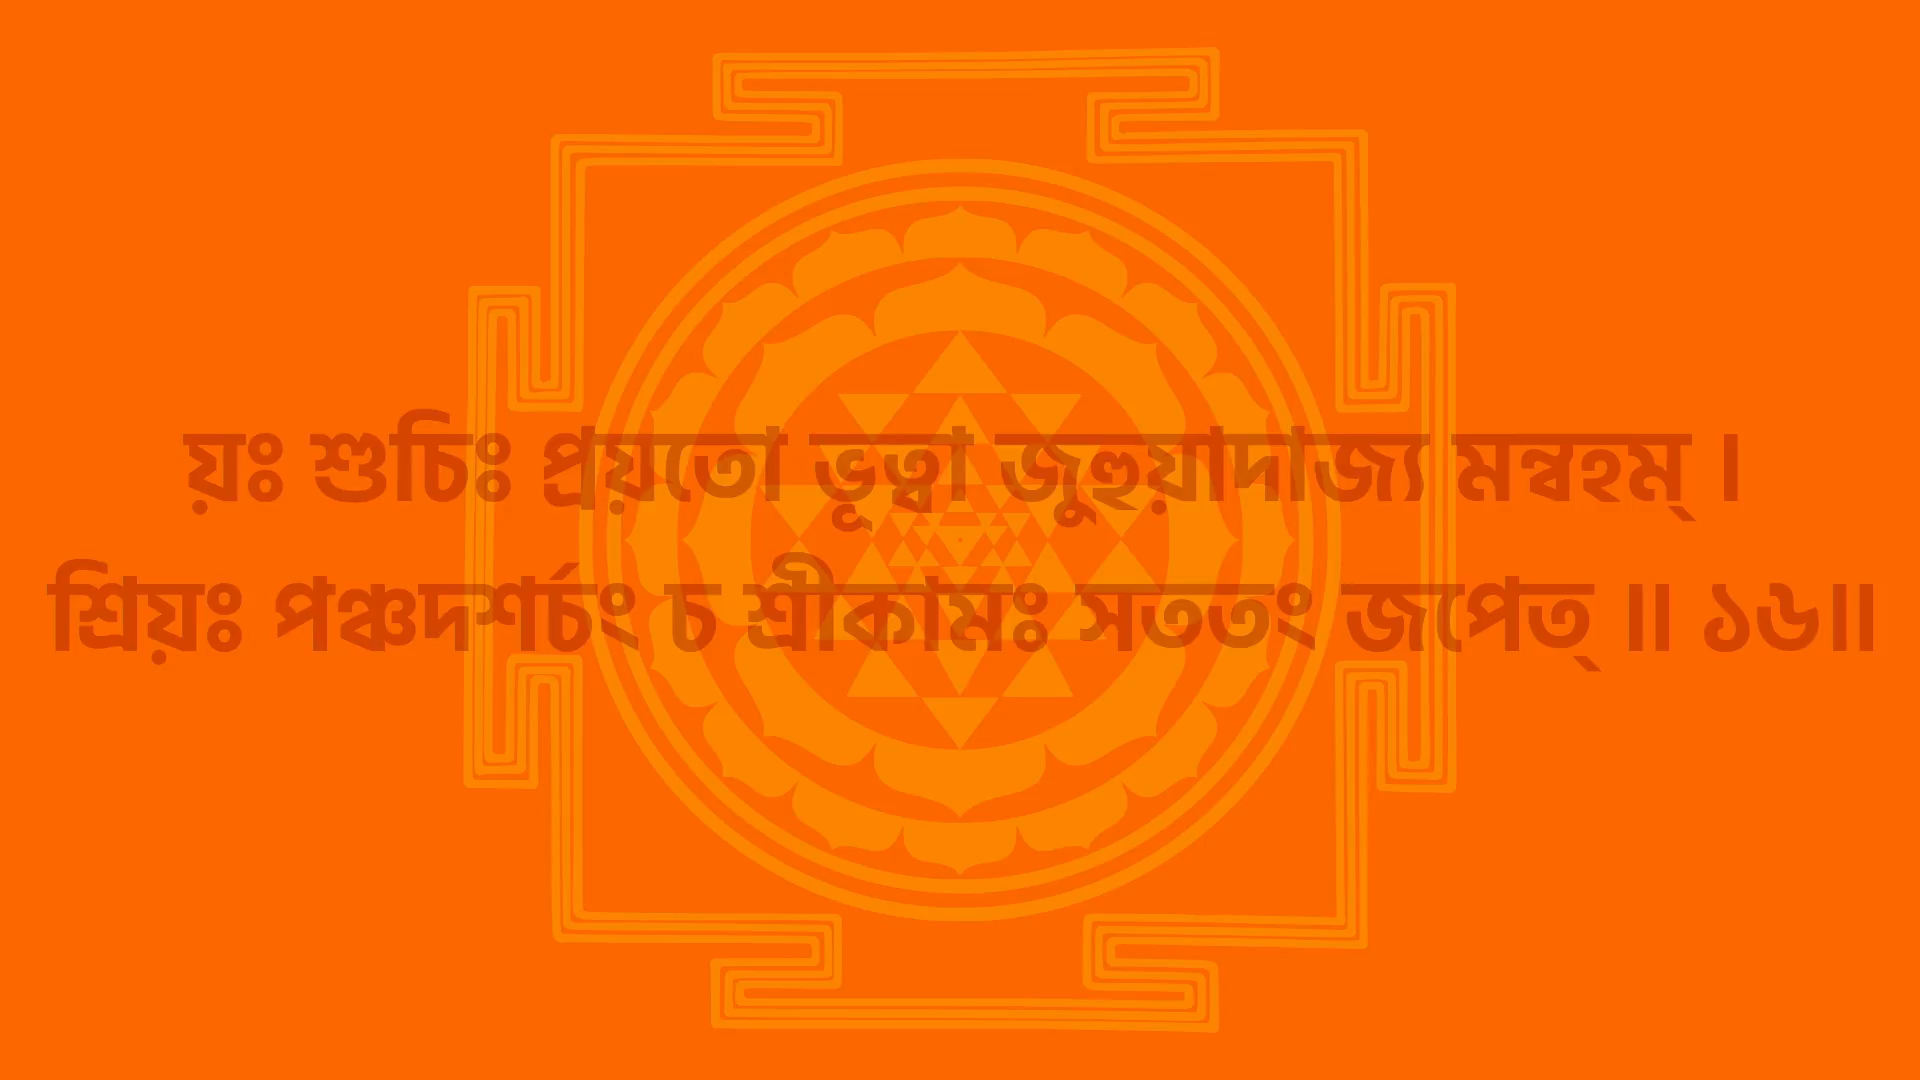 য়ঃ শুচিঃ প্রয়তো ভূত্বা জুহুয়াদাজ্য মন্বহম্ ।
শ্রিয়ঃ পঞ্চদশর্চং চ শ্রীকামঃ সততং জপেত্ ॥ ১৬॥